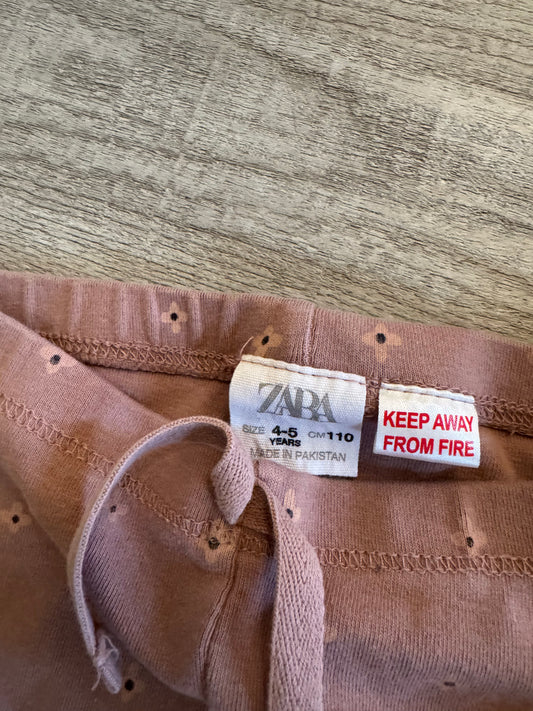 ZARA
SIZE 4-5 YEARS CM 110
MADE IN PAKISTAN
KEEP AWAY
FROM FIRE